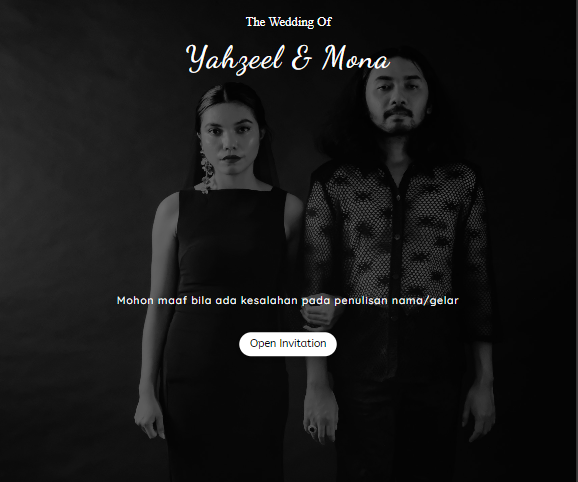 The Wedding Of
Yahzeel & Mona
Mohon maaf bila ada kesalahan pada penulisan nama/gelar
Open Invitation